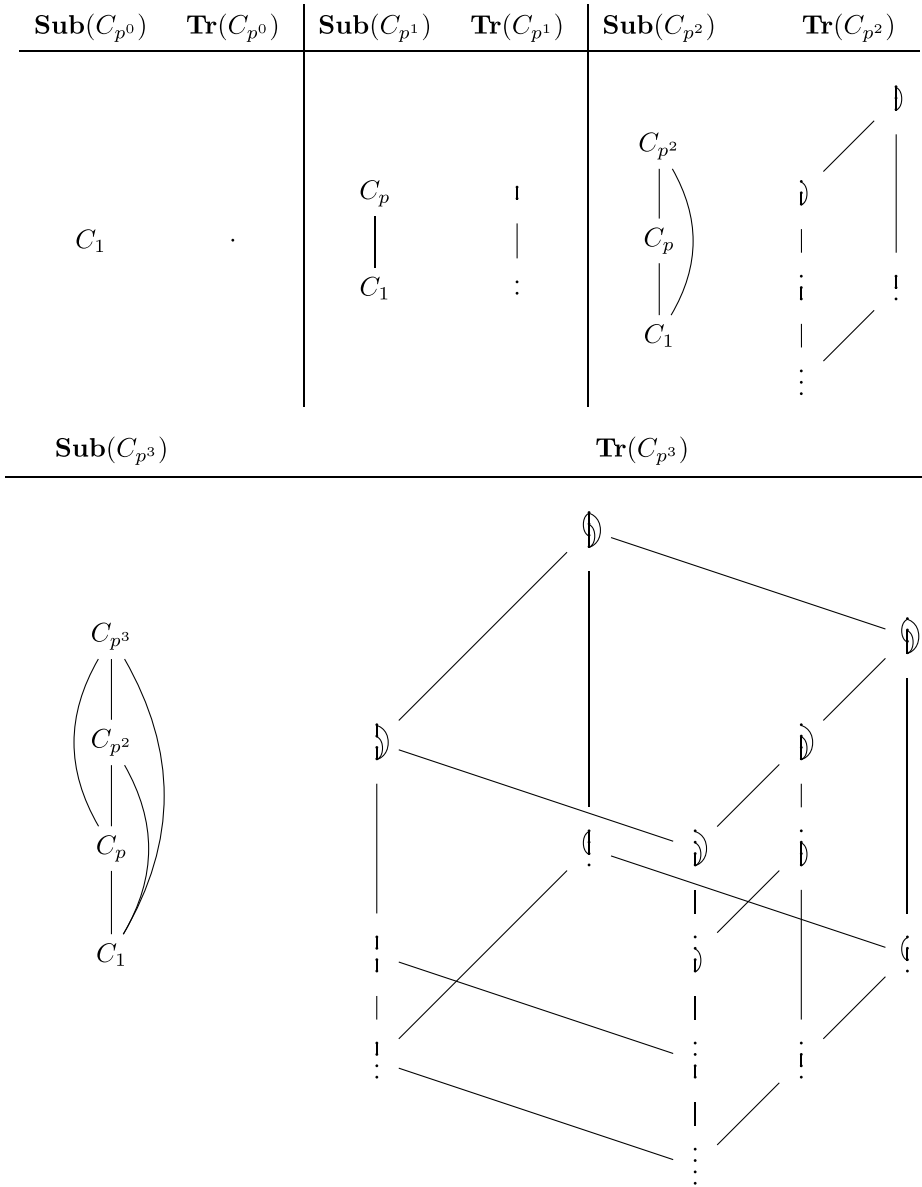 Sub(C_{p^0}) Tr(C_{p^0}) Sub(C_{p^1}) Tr(C_{p^1}) Sub(C_{p^2}) Tr(C_{p^2})
C_{p^2}
C_p
C_1 C_p
C_1
C_1
Sub(C_{p^3}) Tr(C_{p^3})
C_{p^3}
C_{p^2}
C_p
C_1